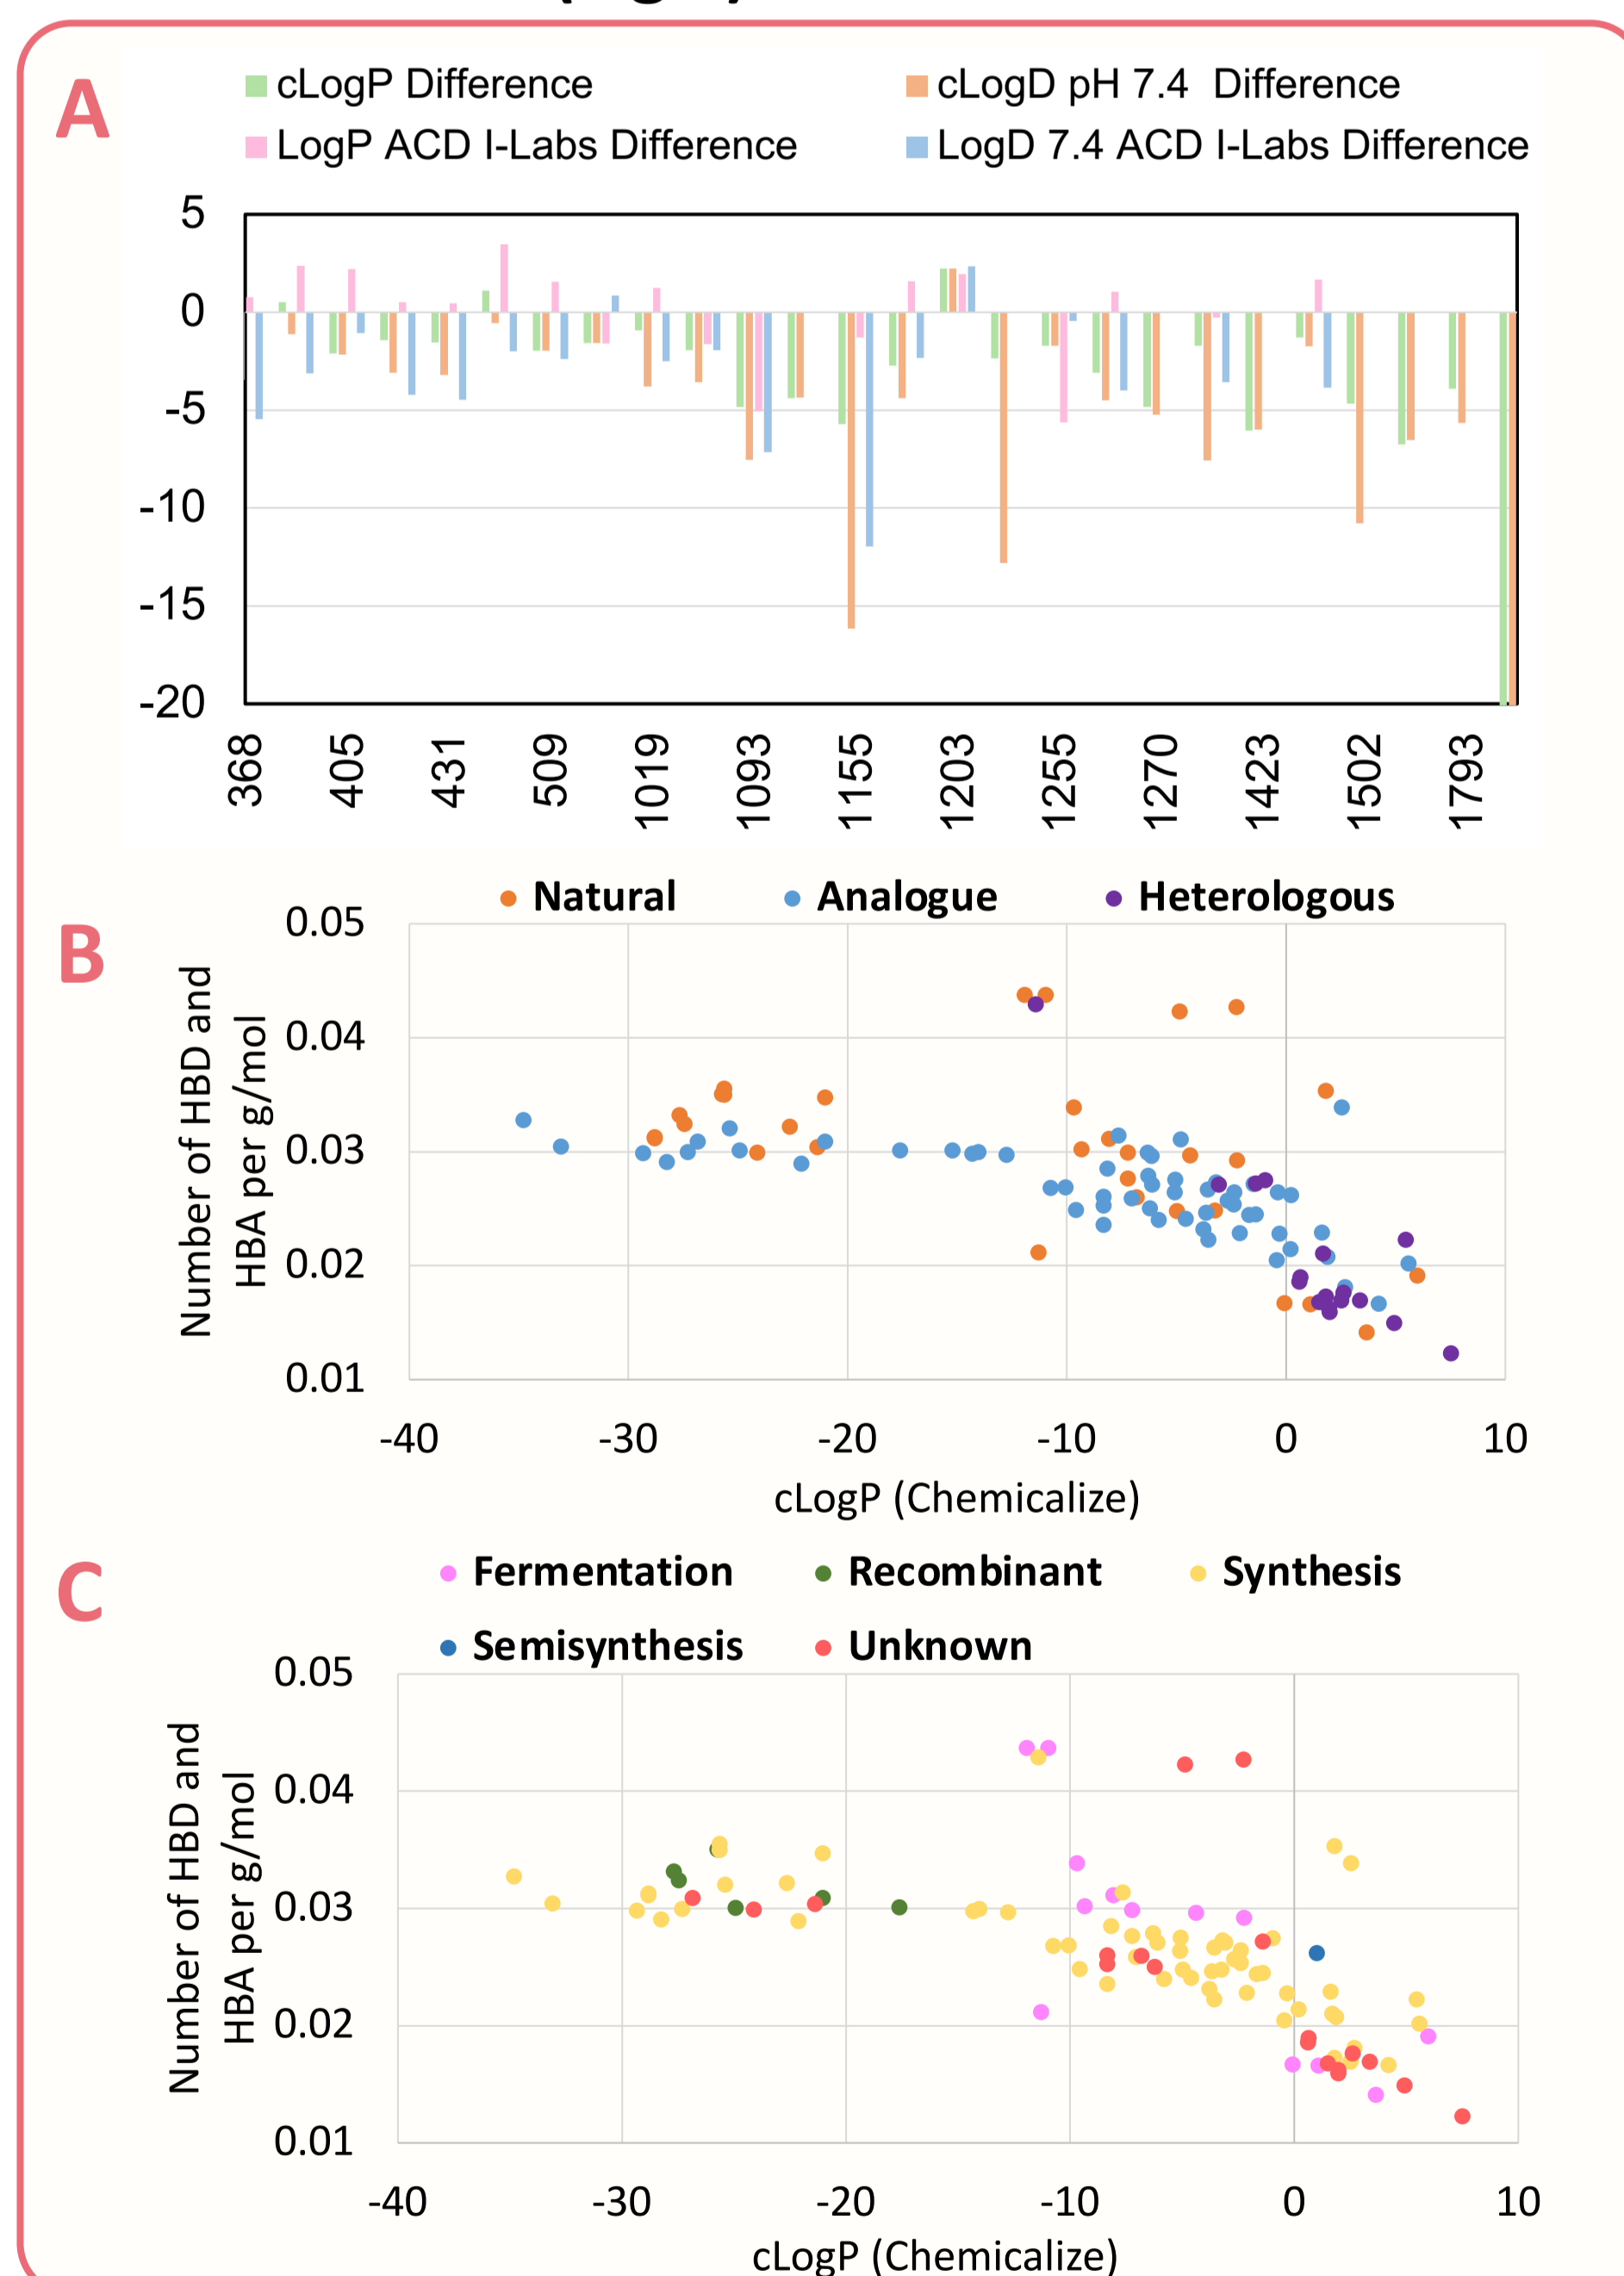 A
cLogP Difference
cLogD pH 7.4 Difference
LogP ACD I-Labs Difference
LogD 7.4 ACD I-Labs Difference
5
0
-5
-10
-15
-20
368
405
431
509
1019
1093
1155
1203
1255
1270
1423
1502
1793
B
Natural
Analogue
Heterologous
Number of HBD and
HBA per g/mol
0.05
0.04
0.03
0.02
0.01
-40
-30
-20
-10
0
10
cLogP (Chemicalize)
C
Fermentation
Recombinant
Synthesis
Semisynthesis
Unknown
Number of HBD and
HBA per g/mol
0.05
0.04
0.03
0.02
0.01
-40
-30
-20
-10
0
10
cLogP (Chemicalize)